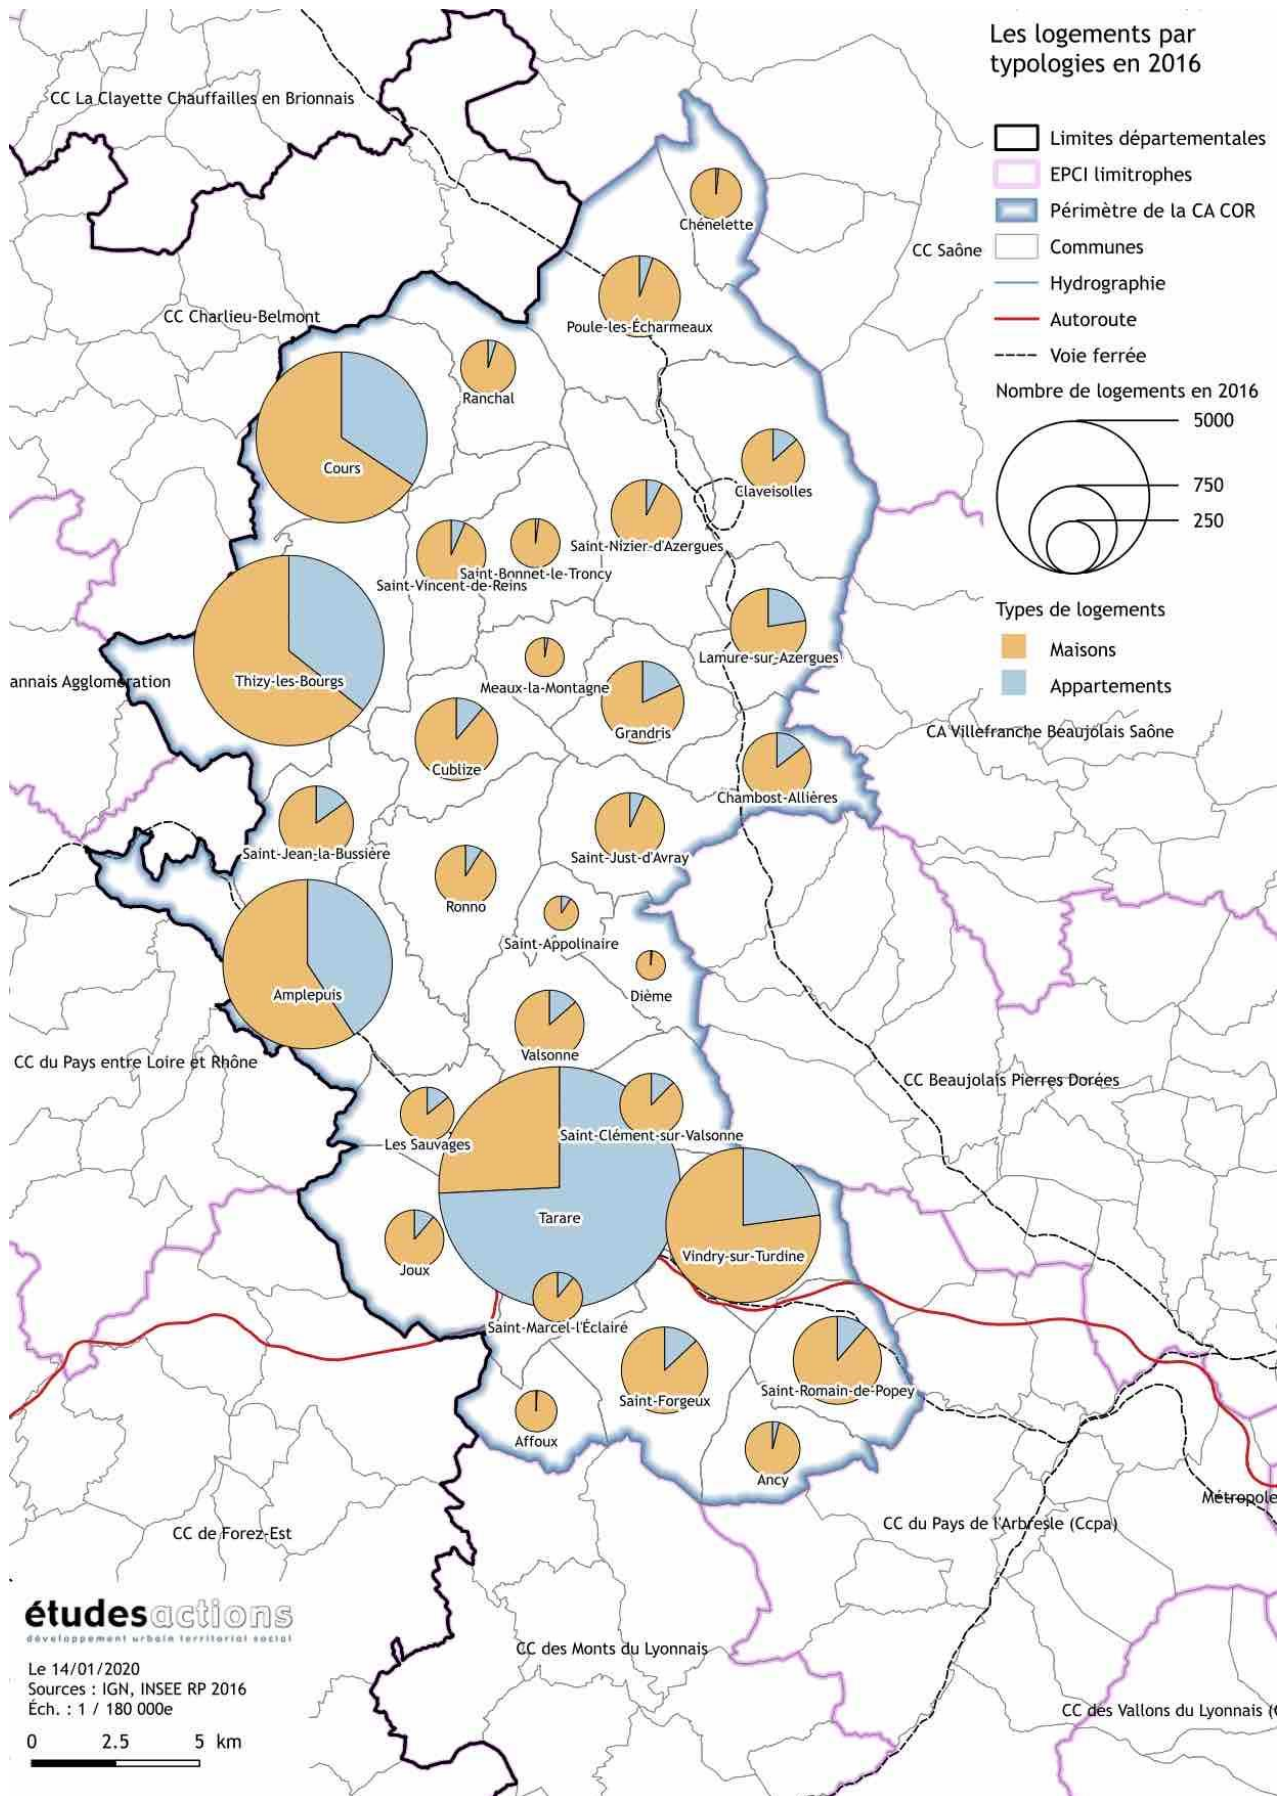 Les logements par
typologies en 2016
CC La Clayette Chauffailles en Brionnais
Limites départementales
EPCI limitrophes
Périmètre de la CA COR
Chénelette
Communes
CC Saône
Hydrographie
CC Charlieu-Belmont
Autoroute
Poule-les-Écharmeaux
Voie ferrée
Nombre de logements en 2016
Ranchal
5000
Cours
750
Claveisolles
250
Saint-Nizier-d'Azergues
Saint-Bonnet-le-Troncy
Saint-Vincent-de-Reins
Types de logements
Maisons
Lamure-sur-Azergues
annais Agglomération
Thizy-les-Bourgs
Meaux-la-Montagne
Appartements
Grandris
CA Villefranche Beaujolais Saône
Cublize
Chambost-Allières
Saint-Jean-la-Bussière
Saint-Just-d'Avray
Ronno
Saint-Appolinaire
Amplepuis
Dième
Valsonne
CC du Pays entre Loire et Rhône
CC Beaujolais Pierres Dorées
Saint-Clément-sur-Valsonne
Les Sauvages
Tarare
Vindry-sur-Turdine
Joux
Saint-Marcel-l'Éclairé
Saint-Romain-de-Popey
Saint-Forgeux
Affoux
Ancy
Métropole
CC du Pays de l'Arbresle (Ccpa)
CC de Forez-Est
étudesactions
développement urbain territorial social
CC des Monts du Lyonnais
Le 14/01/2020
Sources : IGN, INSEE RP 2016
Éch. : 1 / 180 000e
CC des Vallons du Lyonnais (
0 2.5 5 km